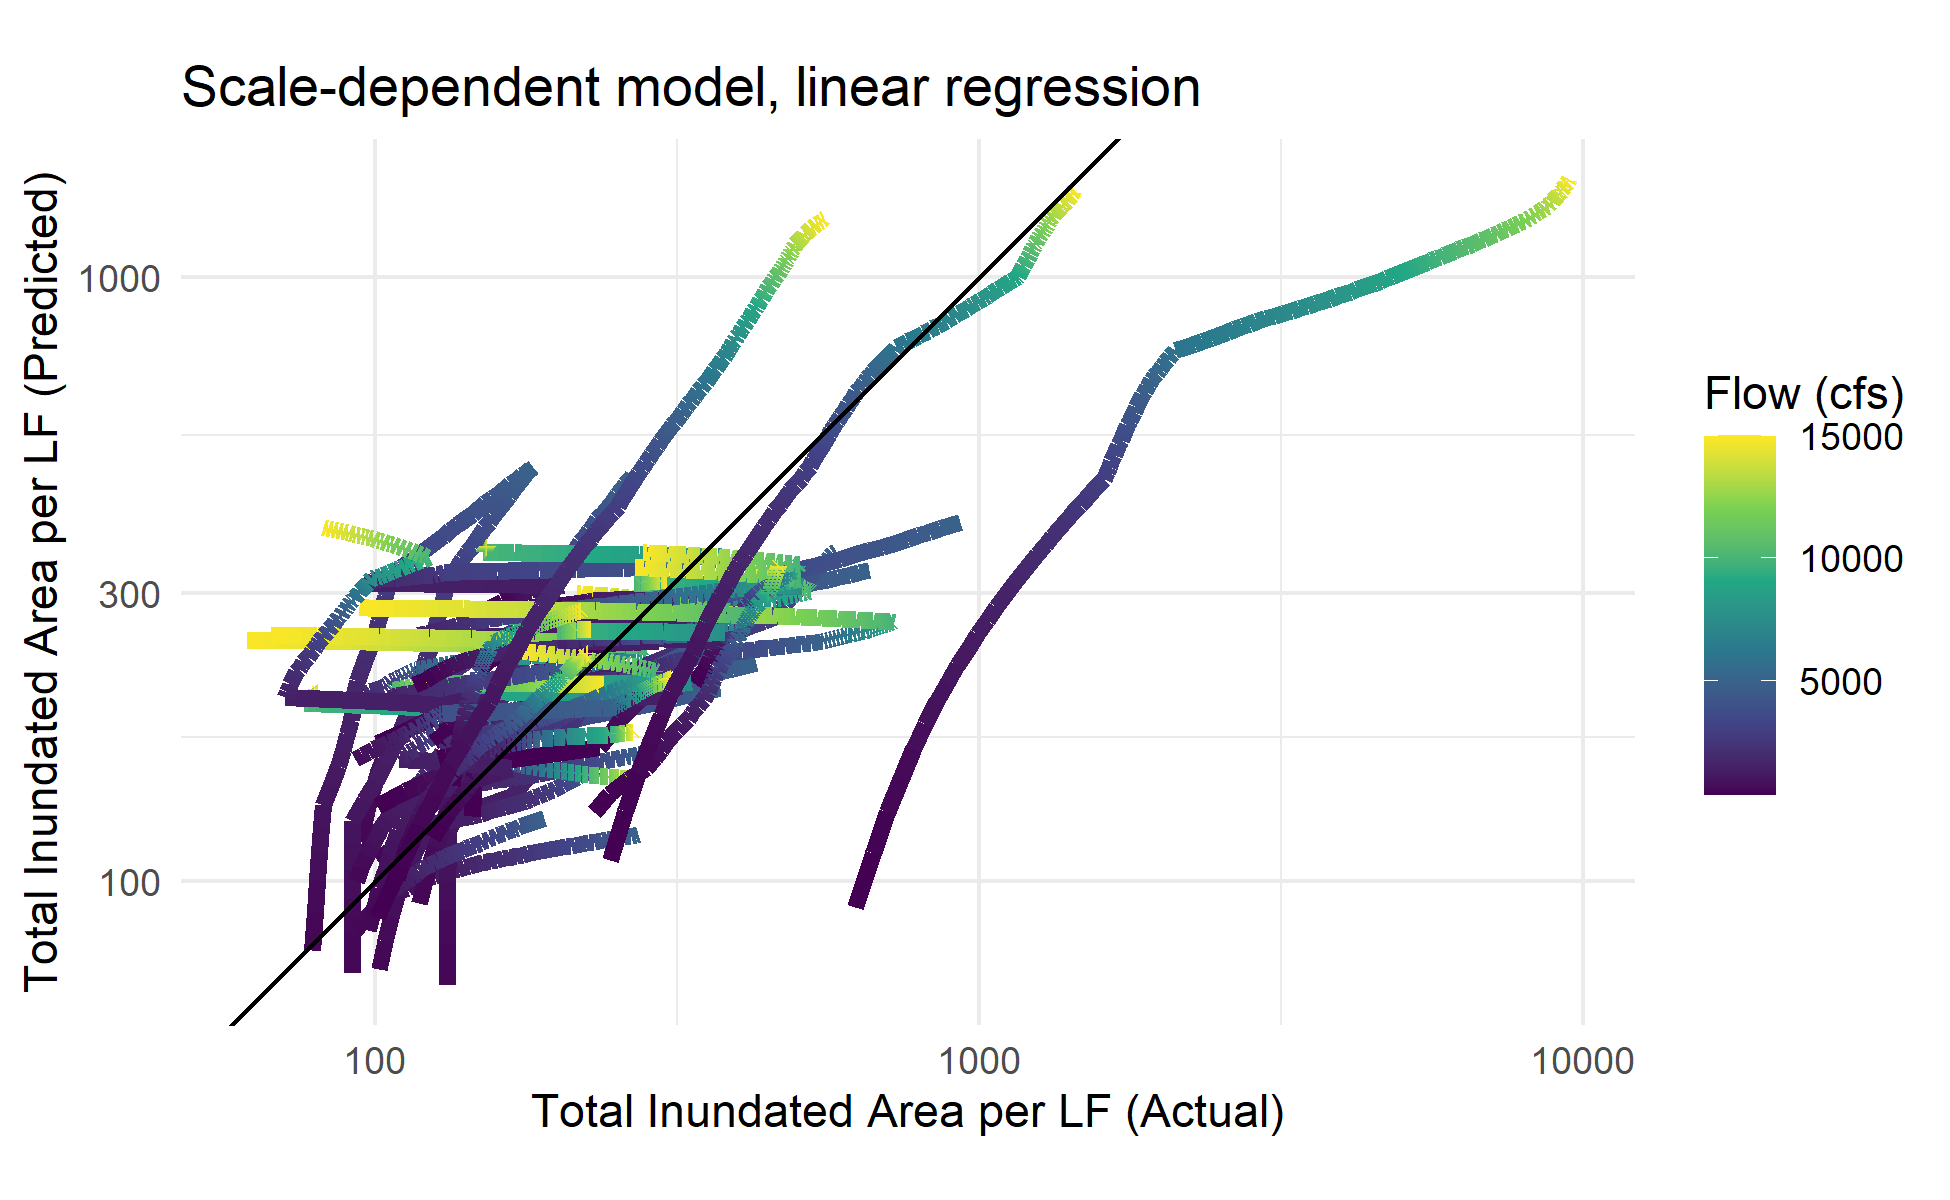 Scale-dependent model, linear regression
Total Inundated Area per LF (Predicted)
1000
300
100
100
1000
10000
Total Inundated Area per LF (Actual)
Flow (cfs)
15000
10000
5000